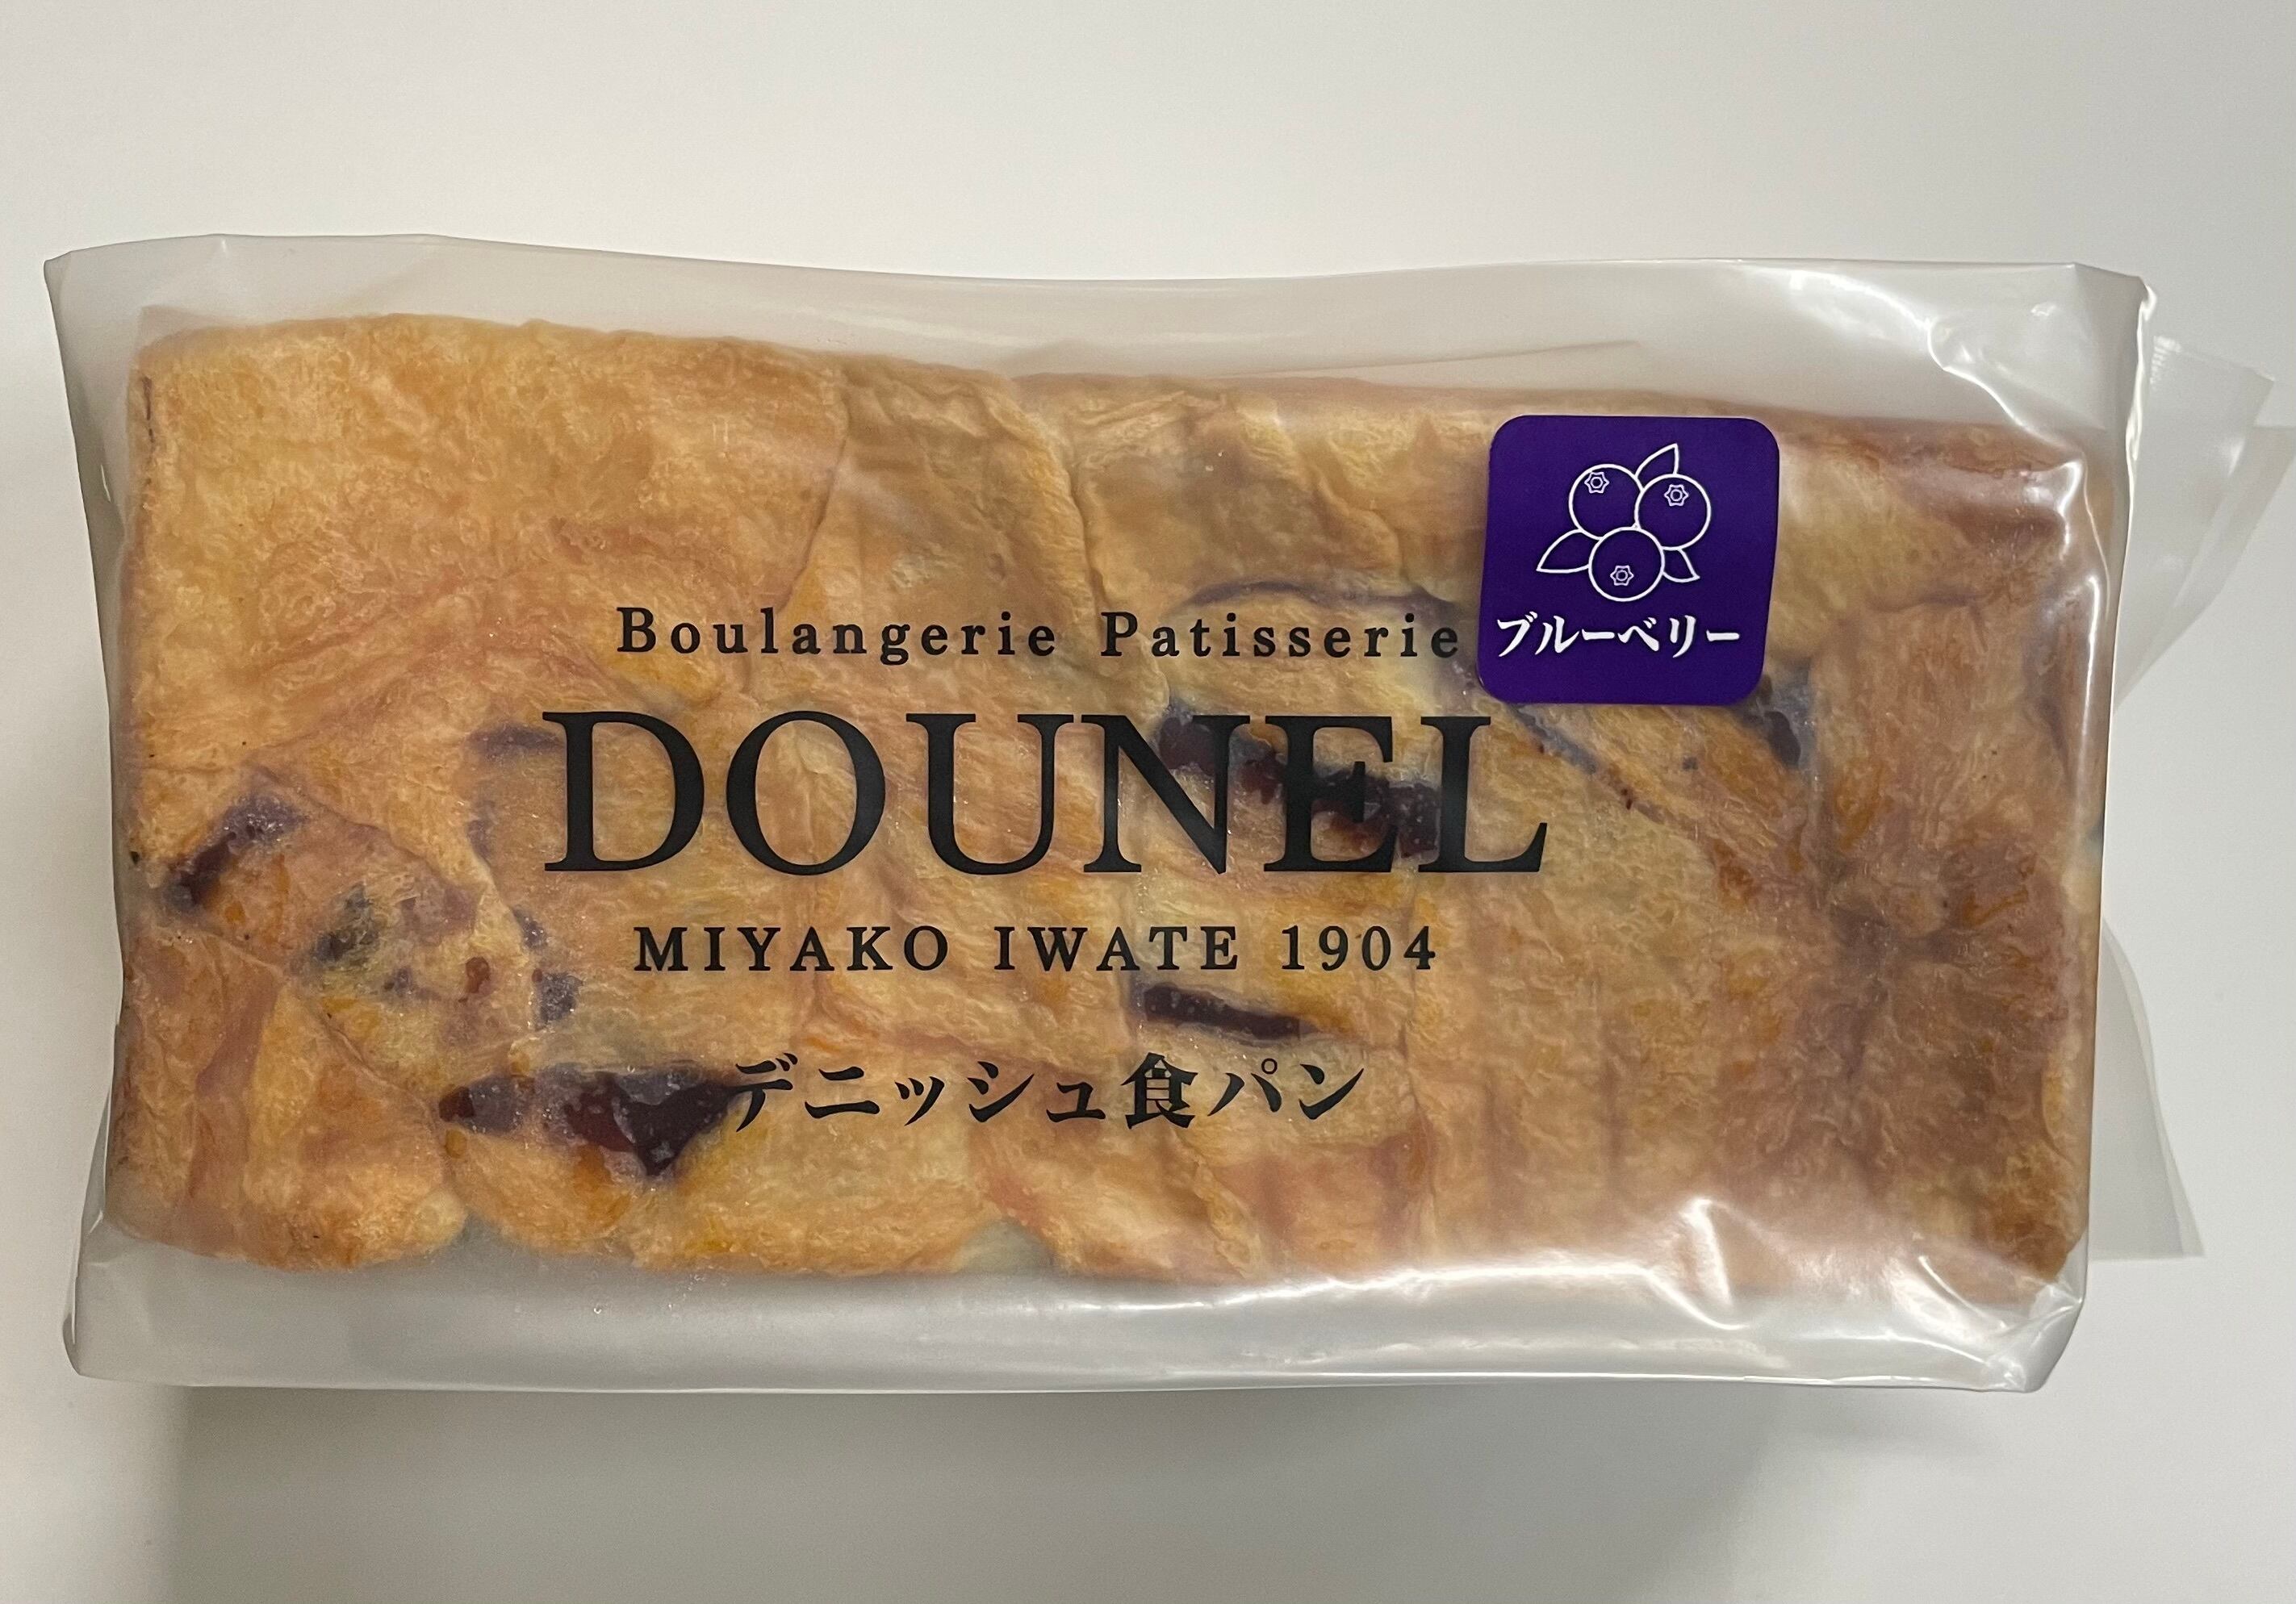 Boulangerie Patisserie
ブルーベリー
DOUNEL
MIYAKO IWATE 1904
デニッシュ食パン